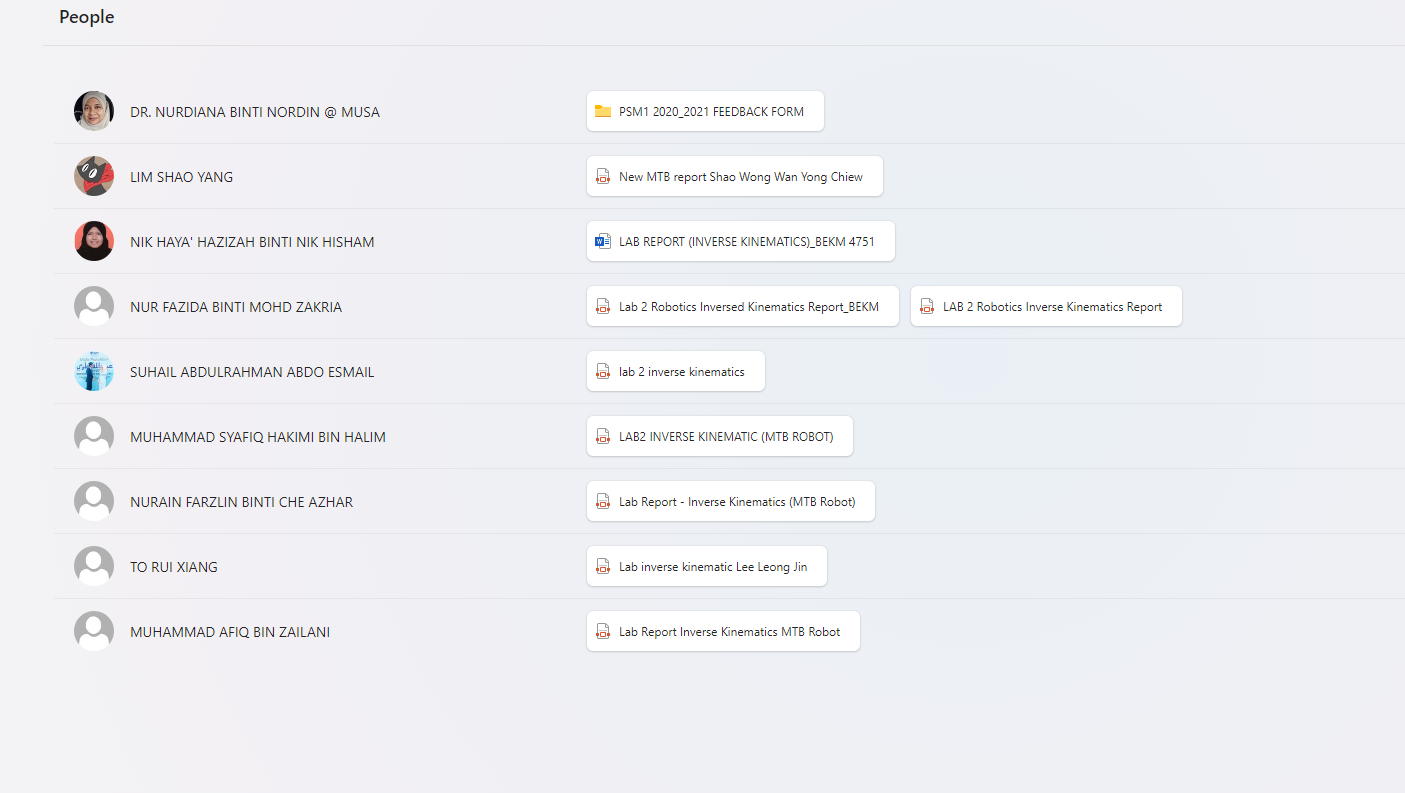 People
DR. NURDIANA BINTI NORDIN @ MUSA
PSM1 2020_2021 FEEDBACK FORM
LIM SHAO YANG
New MTB report Shao Wong Wan Yong Chiew
NIK HAYA' HAZIZAH BINTI NIK HISHAM
LAB REPORT (INVERSE KINEMATICS)_BEKM 4751
NUR FAZIDA BINTI MOHD ZAKRIA
Lab 2 Robotics Inversed Kinematics Report_BEKM
LAB 2 Robotics Inverse Kinematics Report
SUHAIL ABDULRAHMAN ABDO ESMAIL
lab 2 inverse kinematics
MUHAMMAD SYAFIQ HAKIMI BIN HALIM
LAB2 INVERSE KINEMATIC (MTB ROBOT)
NURAIN FARZLIN BINTI CHE AZHAR
Lab Report - Inverse Kinematics (MTB Robot)
TO RUI XIANG
Lab inverse kinematic Lee Leong Jin
MUHAMMAD AFIQ BIN ZAILANI
Lab Report Inverse Kinematics MTB Robot